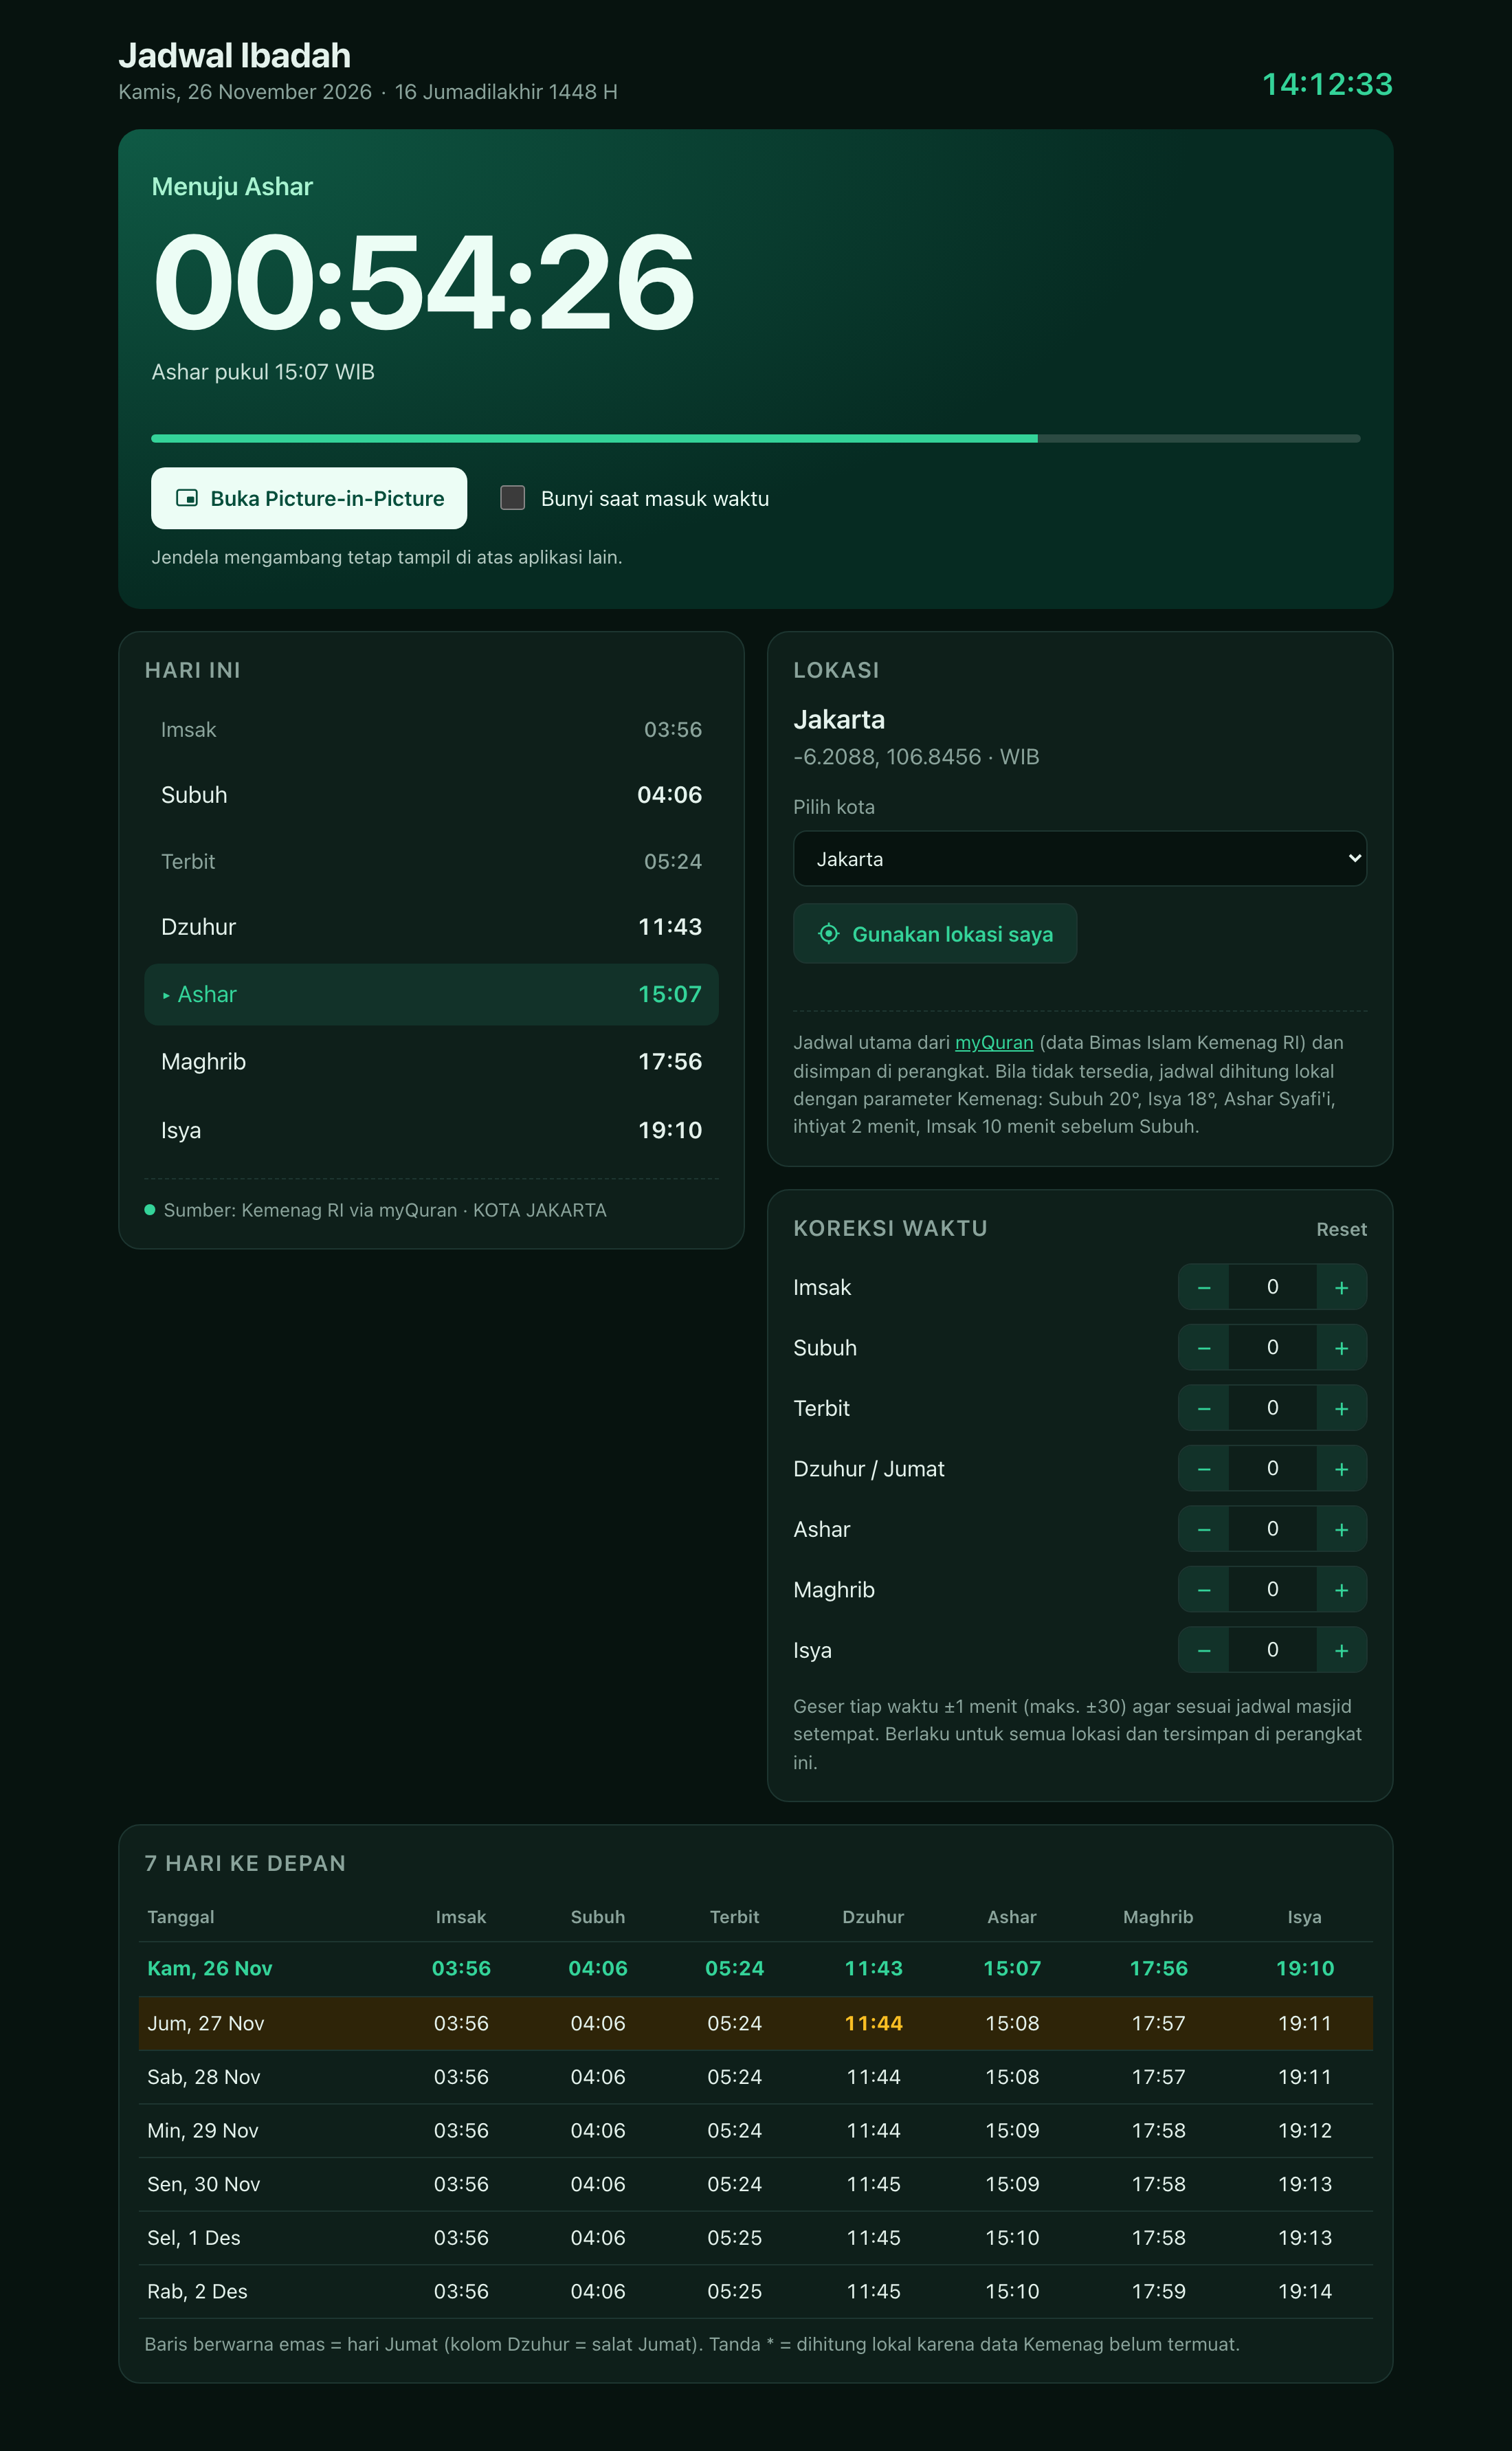 Jadwal Ibadah
Kamis, 26 November 2026 · 16 Jumadilakhir 1448 H
14:12:33
Menuju Ashar
00:54:26
Ashar pukul 15:07 WIB
Buka Picture-in-Picture
Bunyi saat masuk waktu
Jendela mengambang tetap tampil di atas aplikasi lain.
HARI INI
Imsak 03:56
Subuh 04:06
Terbit 05:24
Dzuhur 11:43
▸ Ashar 15:07
Maghrib 17:56
Isya 19:10
Sumber: Kemenag RI via myQuran · KOTA JAKARTA
LOKASI
Jakarta
-6.2088, 106.8456 · WIB
Pilih kota
Jakarta
Gunakan lokasi saya
Jadwal utama dari myQuran (data Bimas Islam Kemenag RI) dan
disimpan di perangkat. Bila tidak tersedia, jadwal dihitung lokal
dengan parameter Kemenag: Subuh 20°, Isya 18°, Ashar Syafi'i,
ihtiyat 2 menit, Imsak 10 menit sebelum Subuh.
KOREKSI WAKTU Reset
Imsak − 0 +
Subuh − 0 +
Terbit − 0 +
Dzuhur / Jumat − 0 +
Ashar − 0 +
Maghrib − 0 +
Isya − 0 +
Geser tiap waktu ±1 menit (maks. ±30) agar sesuai jadwal masjid
setempat. Berlaku untuk semua lokasi dan tersimpan di perangkat
ini.
7 HARI KE DEPAN
Tanggal Imsak Subuh Terbit Dzuhur Ashar Maghrib Isya
Kam, 26 Nov 03:56 04:06 05:24 11:43 15:07 17:56 19:10
Jum, 27 Nov 03:56 04:06 05:24 11:44 15:08 17:57 19:11
Sab, 28 Nov 03:56 04:06 05:24 11:44 15:08 17:57 19:11
Min, 29 Nov 03:56 04:06 05:24 11:44 15:09 17:58 19:12
Sen, 30 Nov 03:56 04:06 05:24 11:45 15:09 17:58 19:13
Sel, 1 Des 03:56 04:06 05:25 11:45 15:10 17:58 19:13
Rab, 2 Des 03:56 04:06 05:25 11:45 15:10 17:59 19:14
Baris berwarna emas = hari Jumat (kolom Dzuhur = salat Jumat). Tanda * = dihitung lokal karena data Kemenag belum termuat.